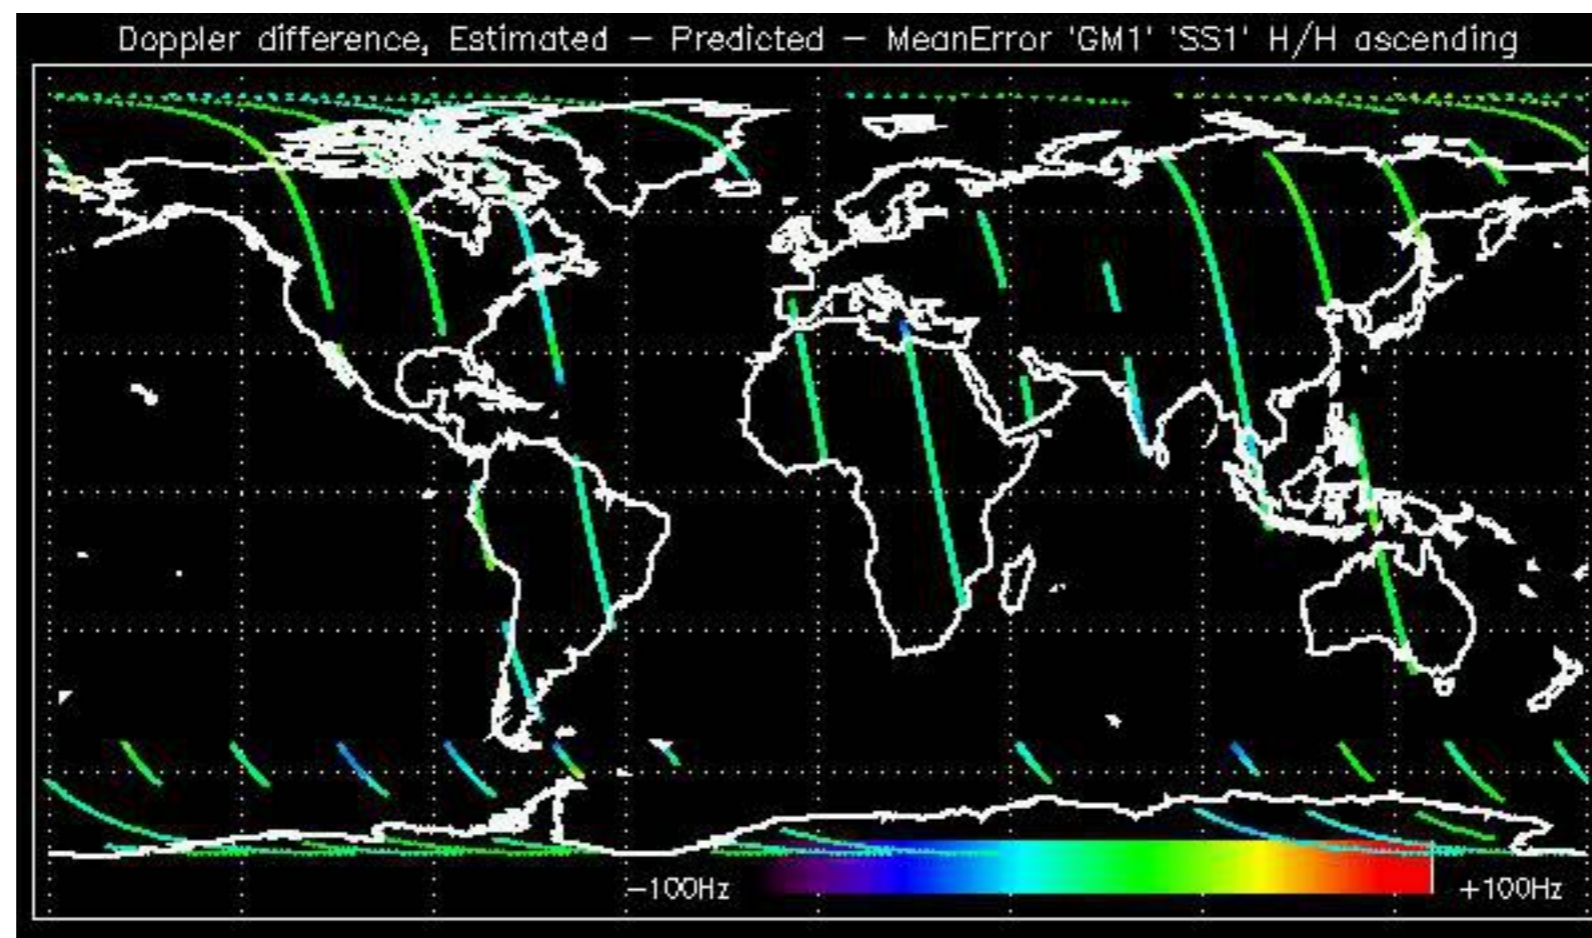 Doppler difference, Estimated – Predicted – MeanError 'GM1' 'SS1' H/H ascending
–100Hz
+100Hz